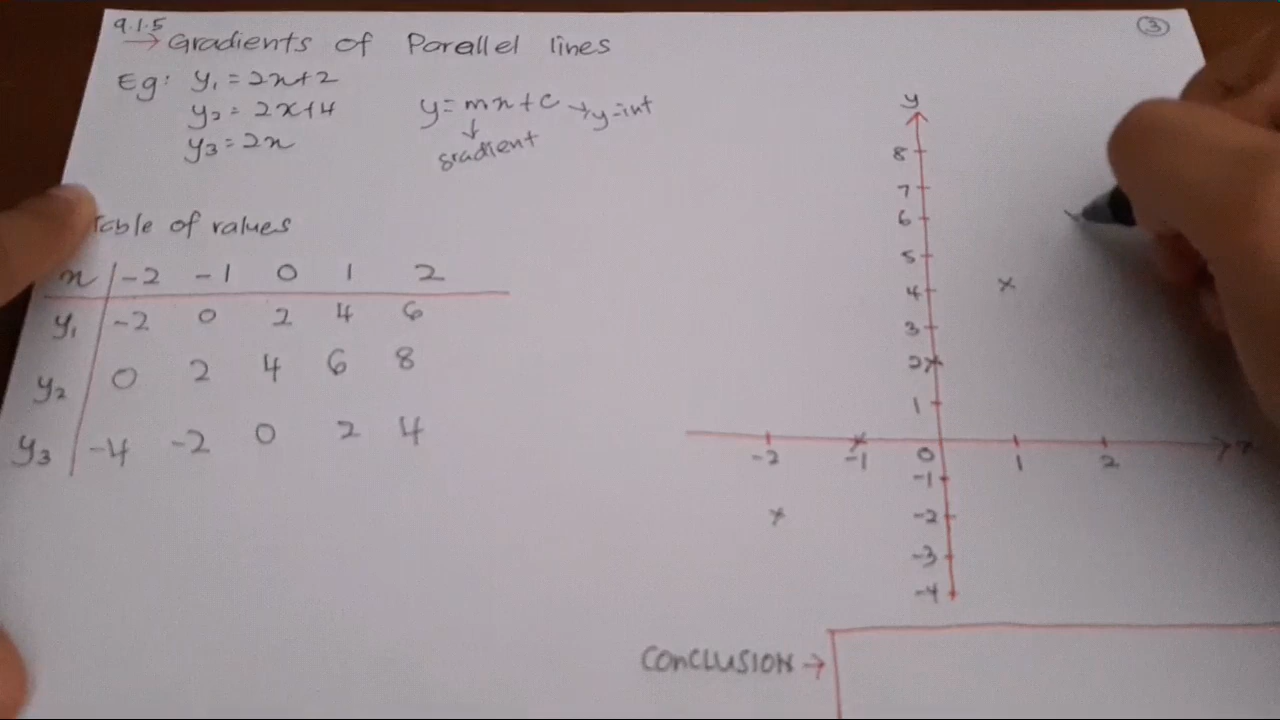 9.1.5
→ Gradients of Parallel lines
Eg: y₁ = 2x+2
y₂ = 2x+4
y₃ = 2x
y = mx + c → y-int
↓
gradient
Table of values
x | -2 -1 0 1 2
y₁ -2 0 2 4 6
y₂ 0 2 4 6 8
y₃ -4 -2 0 2 4
3
y
8
7
6
5
4
3
2
1
-2 -1 0 1 2 x
-1
-2
-3
-4
CONCLUSION →